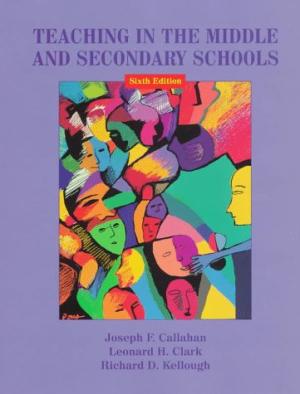 TEACHING IN THE MIDDLE
AND SECONDARY SCHOOLS
Sixth Edition
Joseph F. Callahan
Leonard H. Clark
Richard D. Kellough